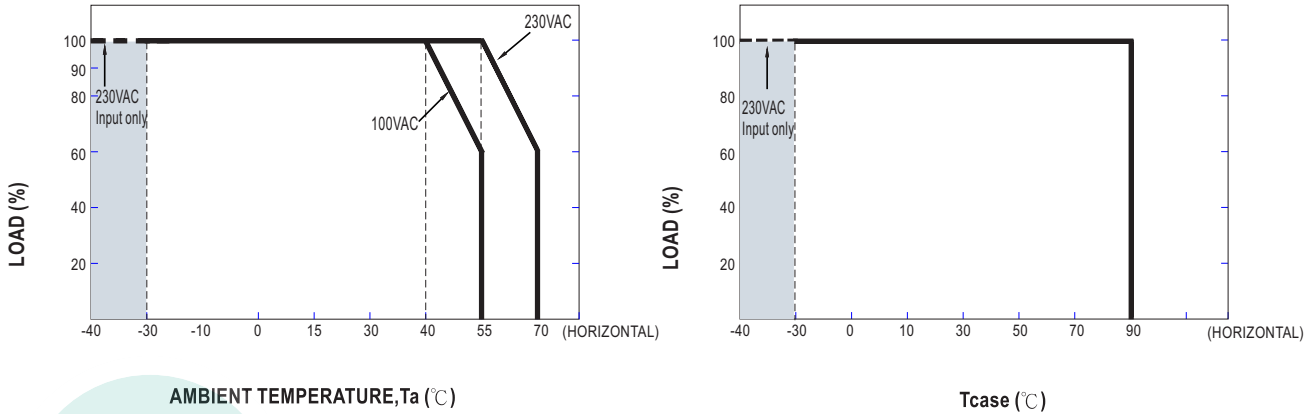 230VAC
100
90
80
60
40
20
230VAC
Input only
100VAC
LOAD (%)
-40 -30 -10 0 15 30 40 55 70 (HORIZONTAL)
AMBIENT TEMPERATURE,Ta (℃)
100
80
60
40
20
230VAC
Input only
LOAD (%)
-40 -30 0 10 30 50 70 90 (HORIZONTAL)
Tcase (℃)